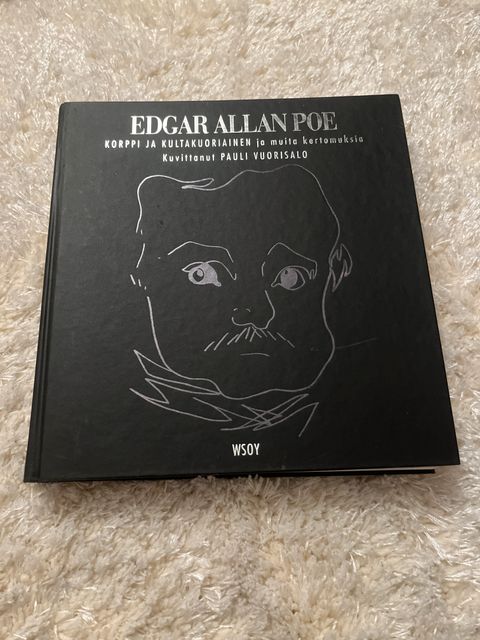 EDGAR ALLAN POE
KORPPI JA KULTAKUORIAINEN ja muita kertomuksia
Kuvittanut PAULI VUORISALO
WSOY